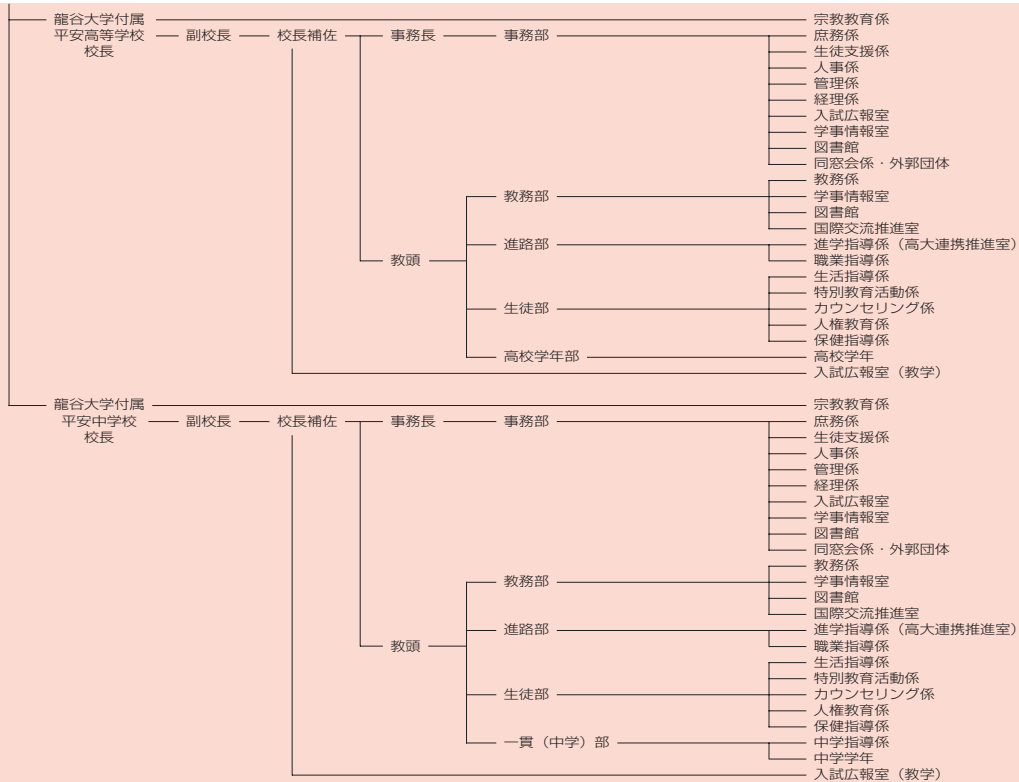 龍谷大学付属 宗教教育係
平安高等学校 副校長 校長補佐 事務長 事務部 庶務係
校長 生徒支援係
人事係
管理係
経理係
入試広報室
学事情報室
図書館
同窓会係・外郭団体
教務係
教務部 学事情報室
図書館
国際交流推進室
進路部 進学指導係（高大連携推進室）
教頭 職業指導係
生活指導係
特別教育活動係
生徒部 カウンセリング係
人権教育係
保健指導係
高校学年部 高校学年
入試広報室（教学）
龍谷大学付属 宗教教育係
平安中学校 副校長 校長補佐 事務長 事務部 庶務係
校長 生徒支援係
人事係
管理係
経理係
入試広報室
学事情報室
図書館
同窓会係・外郭団体
教務係
教務部 学事情報室
図書館
国際交流推進室
進路部 進学指導係（高大連携推進室）
教頭 職業指導係
生活指導係
特別教育活動係
生徒部 カウンセリング係
人権教育係
保健指導係
一貫（中学）部 中学指導係
中学学年
入試広報室（教学）